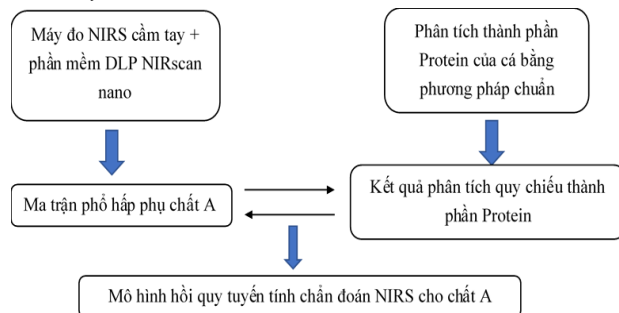 Máy đo NIRS cầm tay +
phần mềm DLP NIRscan
nano
Phân tích thành phần
Protein của cá bằng
phương pháp chuẩn
Ma trận phổ hấp phụ chất A
Kết quả phân tích quy chiếu thành
phần Protein
Mô hình hồi quy tuyến tính chẩn đoán NIRS cho chất A